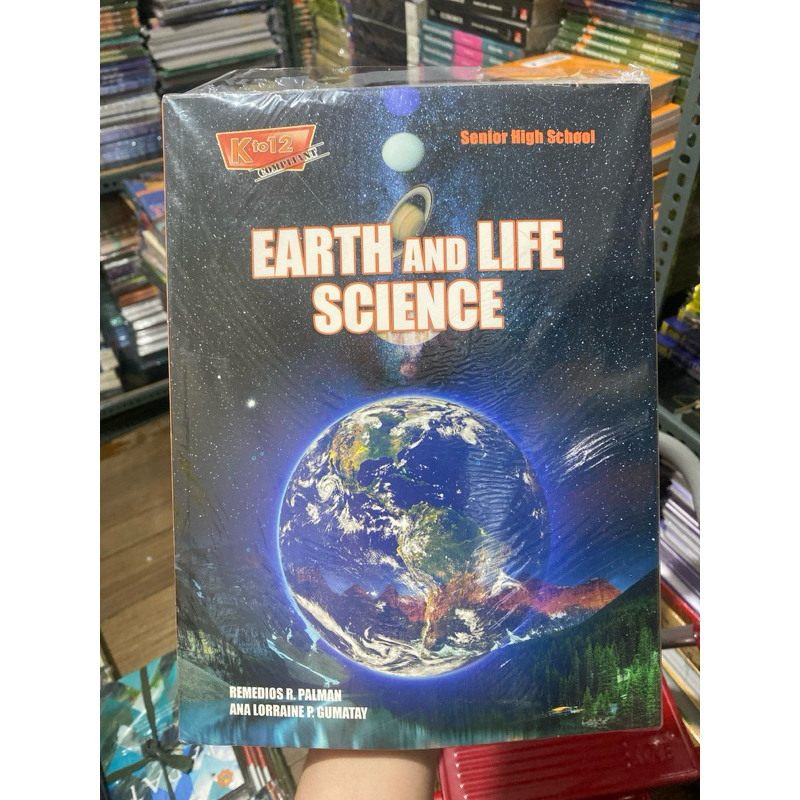 K to 12
COMPLIANT
Senior High School
EARTH AND LIFE
SCIENCE
REMEDIOS R. PALMAN
ANA LORRAINE P. GUMATAY